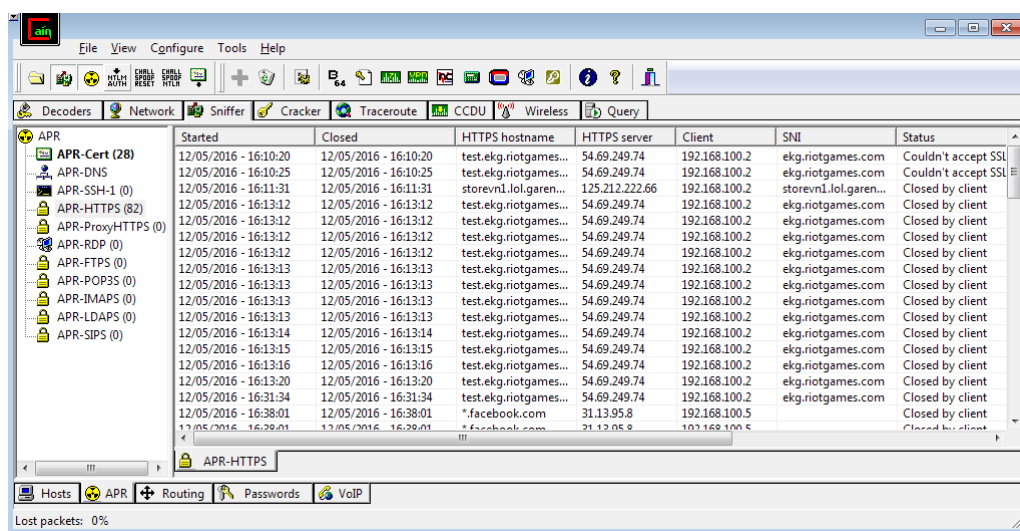 Cain
File View Configure Tools Help
NTLM AUTH CHALL SPOOF RESET CHALL SPOOF NTLM B64
Decoders Network Sniffer Cracker Traceroute CCDU Wireless Query
APR
APR-Cert (28)
APR-DNS
APR-SSH-1 (0)
APR-HTTPS (82)
APR-ProxyHTTPS (0)
APR-RDP (0)
APR-FTPS (0)
APR-POP3S (0)
APR-IMAPS (0)
APR-LDAPS (0)
APR-SIPS (0)
Started Closed HTTPS hostname HTTPS server Client SNI Status
12/05/2016 - 16:10:20 12/05/2016 - 16:10:20 test.ekg.riotgames... 54.69.249.74 192.168.100.2 ekg.riotgames.com Couldn't accept SSL
12/05/2016 - 16:10:25 12/05/2016 - 16:10:25 test.ekg.riotgames... 54.69.249.74 192.168.100.2 ekg.riotgames.com Couldn't accept SSL
12/05/2016 - 16:11:31 12/05/2016 - 16:11:31 storevn1.lol.garen... 125.212.222.66 192.168.100.2 storevn1.lol.garen... Closed by client
12/05/2016 - 16:13:12 12/05/2016 - 16:13:12 test.ekg.riotgames... 54.69.249.74 192.168.100.2 ekg.riotgames.com Closed by client
12/05/2016 - 16:13:12 12/05/2016 - 16:13:12 test.ekg.riotgames... 54.69.249.74 192.168.100.2 ekg.riotgames.com Closed by client
12/05/2016 - 16:13:12 12/05/2016 - 16:13:12 test.ekg.riotgames... 54.69.249.74 192.168.100.2 ekg.riotgames.com Closed by client
12/05/2016 - 16:13:12 12/05/2016 - 16:13:12 test.ekg.riotgames... 54.69.249.74 192.168.100.2 ekg.riotgames.com Closed by client
12/05/2016 - 16:13:13 12/05/2016 - 16:13:13 test.ekg.riotgames... 54.69.249.74 192.168.100.2 ekg.riotgames.com Closed by client
12/05/2016 - 16:13:13 12/05/2016 - 16:13:13 test.ekg.riotgames... 54.69.249.74 192.168.100.2 ekg.riotgames.com Closed by client
12/05/2016 - 16:13:13 12/05/2016 - 16:13:13 test.ekg.riotgames... 54.69.249.74 192.168.100.2 ekg.riotgames.com Closed by client
12/05/2016 - 16:13:13 12/05/2016 - 16:13:13 test.ekg.riotgames... 54.69.249.74 192.168.100.2 ekg.riotgames.com Closed by client
12/05/2016 - 16:13:14 12/05/2016 - 16:13:14 test.ekg.riotgames... 54.69.249.74 192.168.100.2 ekg.riotgames.com Closed by client
12/05/2016 - 16:13:15 12/05/2016 - 16:13:15 test.ekg.riotgames... 54.69.249.74 192.168.100.2 ekg.riotgames.com Closed by client
12/05/2016 - 16:13:16 12/05/2016 - 16:13:16 test.ekg.riotgames... 54.69.249.74 192.168.100.2 ekg.riotgames.com Closed by client
12/05/2016 - 16:13:20 12/05/2016 - 16:13:20 test.ekg.riotgames... 54.69.249.74 192.168.100.2 ekg.riotgames.com Closed by client
12/05/2016 - 16:31:34 12/05/2016 - 16:31:34 test.ekg.riotgames... 54.69.249.74 192.168.100.2 ekg.riotgames.com Closed by client
12/05/2016 - 16:38:01 12/05/2016 - 16:38:01 *.facebook.com 31.13.95.8 192.168.100.5 Closed by client
12/05/2016 - 16:38:01 12/05/2016 - 16:38:01 *.facebook.com 31.13.95.8 192.168.100.5 Closed by client
APR-HTTPS
Hosts APR Routing Passwords VoIP
Lost packets: 0%